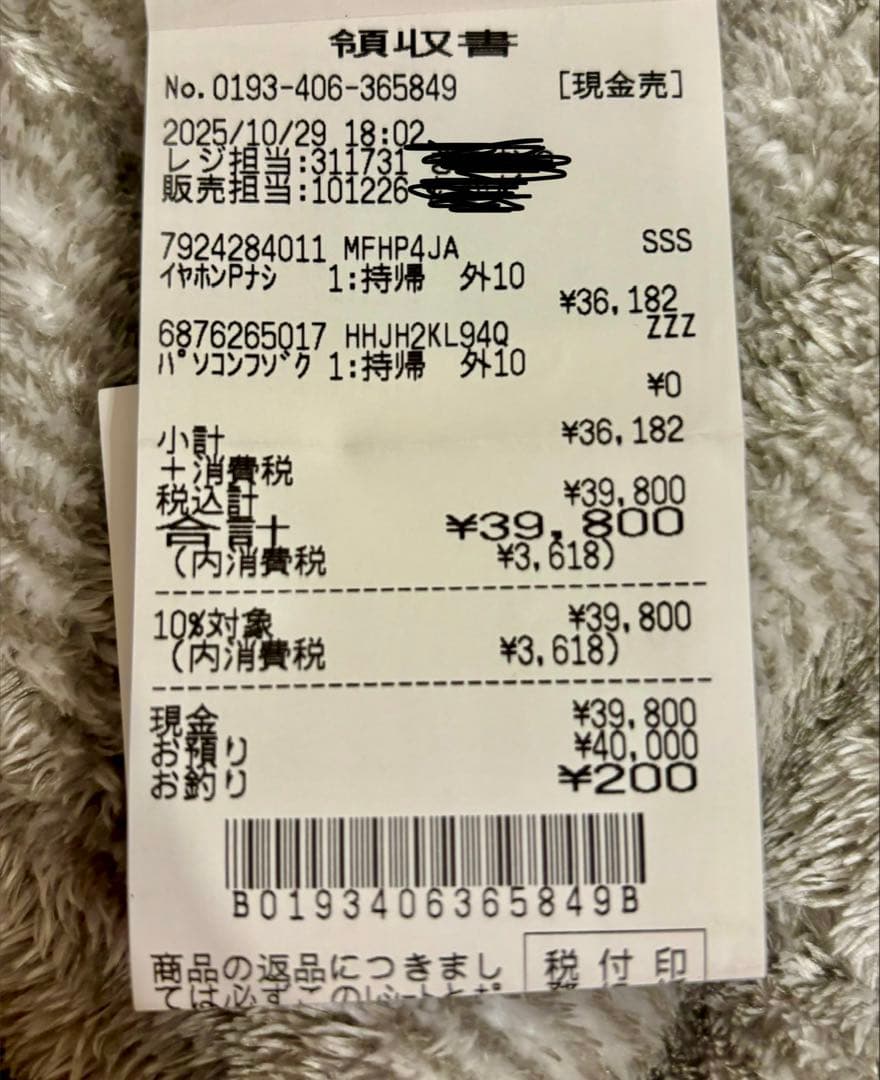 領収書
No.0193-406-365849 [現金売]
2025/10/29 18:02
レジ担当:311731
販売担当:101226
7924284011 MFHP4JA SSS
ｲﾔﾎﾝPﾅｼ 1:持帰 外10
¥36,182
6876265017 HHJH2KL94Q ZZZ
ﾊﾟｿｺﾝﾌｿﾞｸ 1:持帰 外10
¥0
小計 ¥36,182
+消費税
税込計 ¥39,800
合計 ¥39,800
(内消費税 ¥3,618)
10%対象 ¥39,800
(内消費税 ¥3,618)
現金 ¥39,800
お預り ¥40,000
お釣り ¥200
B0193406365849B
商品の返品につきまし
ては必ずこのレシートと
税付印